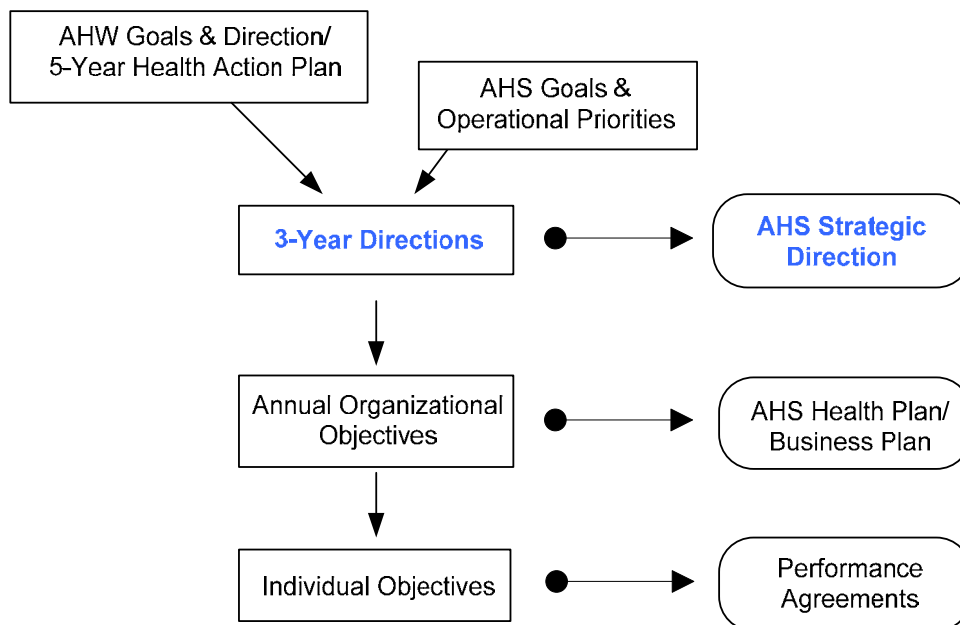 AHW Goals & Direction/
5-Year Health Action Plan
AHS Goals &
Operational Priorities
3-Year Directions
AHS Strategic
Direction
Annual Organizational
Objectives
AHS Health Plan/
Business Plan
Individual Objectives
Performance
Agreements